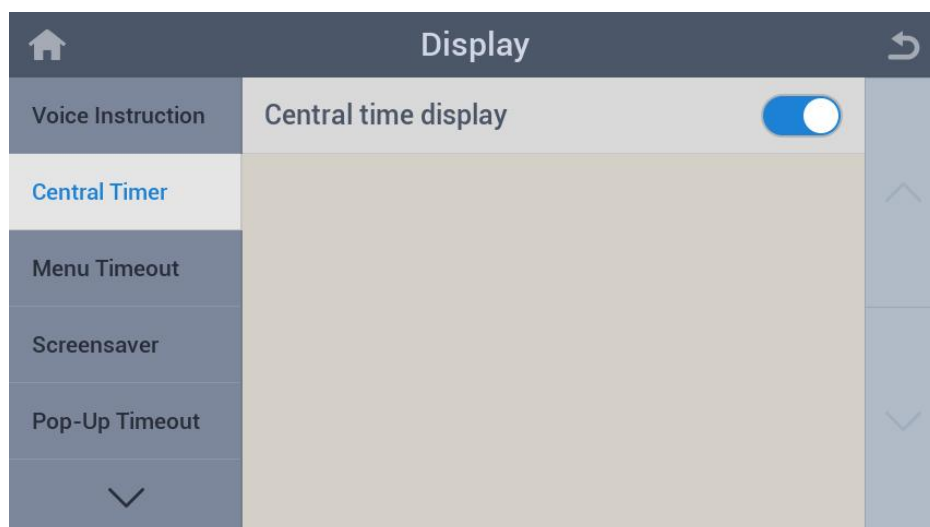 Display
Voice Instruction
Central time display
Central Timer
Menu Timeout
Screensaver
Pop-Up Timeout